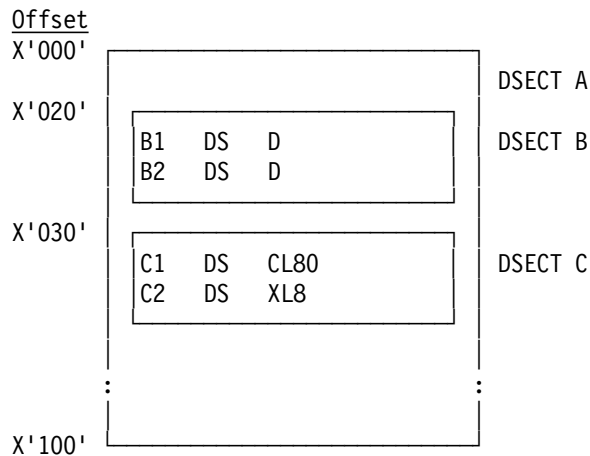 Offset
X'000'
DSECT A
X'020'
B1 DS D DSECT B
B2 DS D
X'030'
C1 DS CL80 DSECT C
C2 DS XL8
: :
X'100'